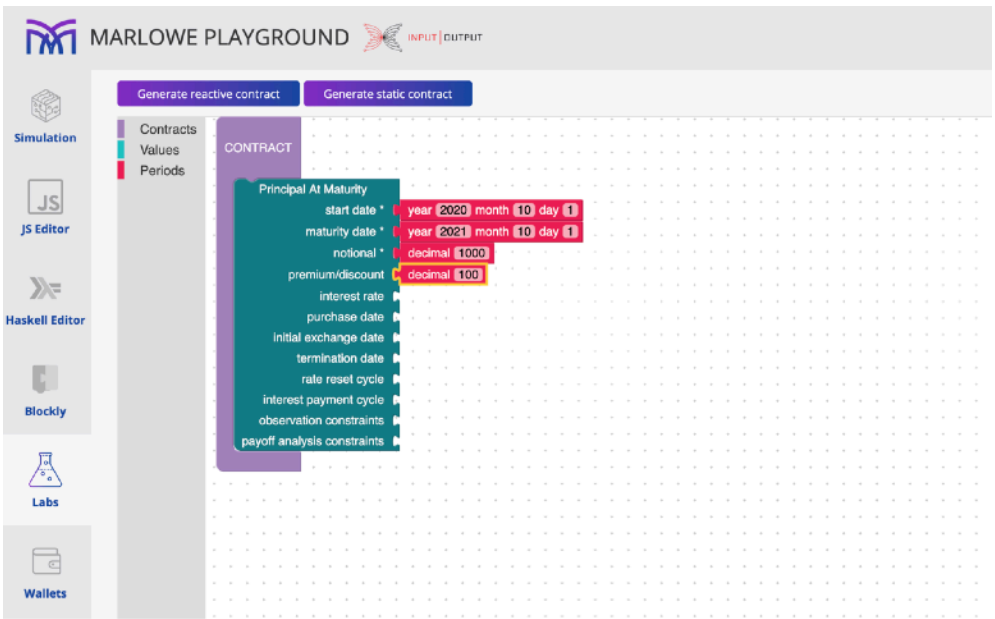 MARLOWE PLAYGROUND INPUT|OUTPUT
Generate reactive contract Generate static contract
Simulation
JS
JS Editor
Haskell Editor
Blockly
Labs
Wallets
Contracts
Values
Periods
CONTRACT
Principal At Maturity
start date * year 2020 month 10 day 1
maturity date * year 2021 month 10 day 1
notional * decimal 1000
premium/discount decimal 100
interest rate
purchase date
initial exchange date
termination date
rate reset cycle
interest payment cycle
observation constraints
payoff analysis constraints